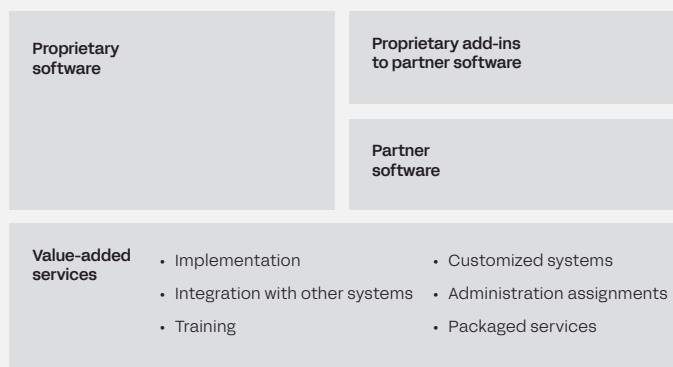 Proprietary
software
Proprietary add-ins
to partner software
Partner
software
Value-added
services
• Implementation
• Integration with other systems
• Training
• Customized systems
• Administration assignments
• Packaged services